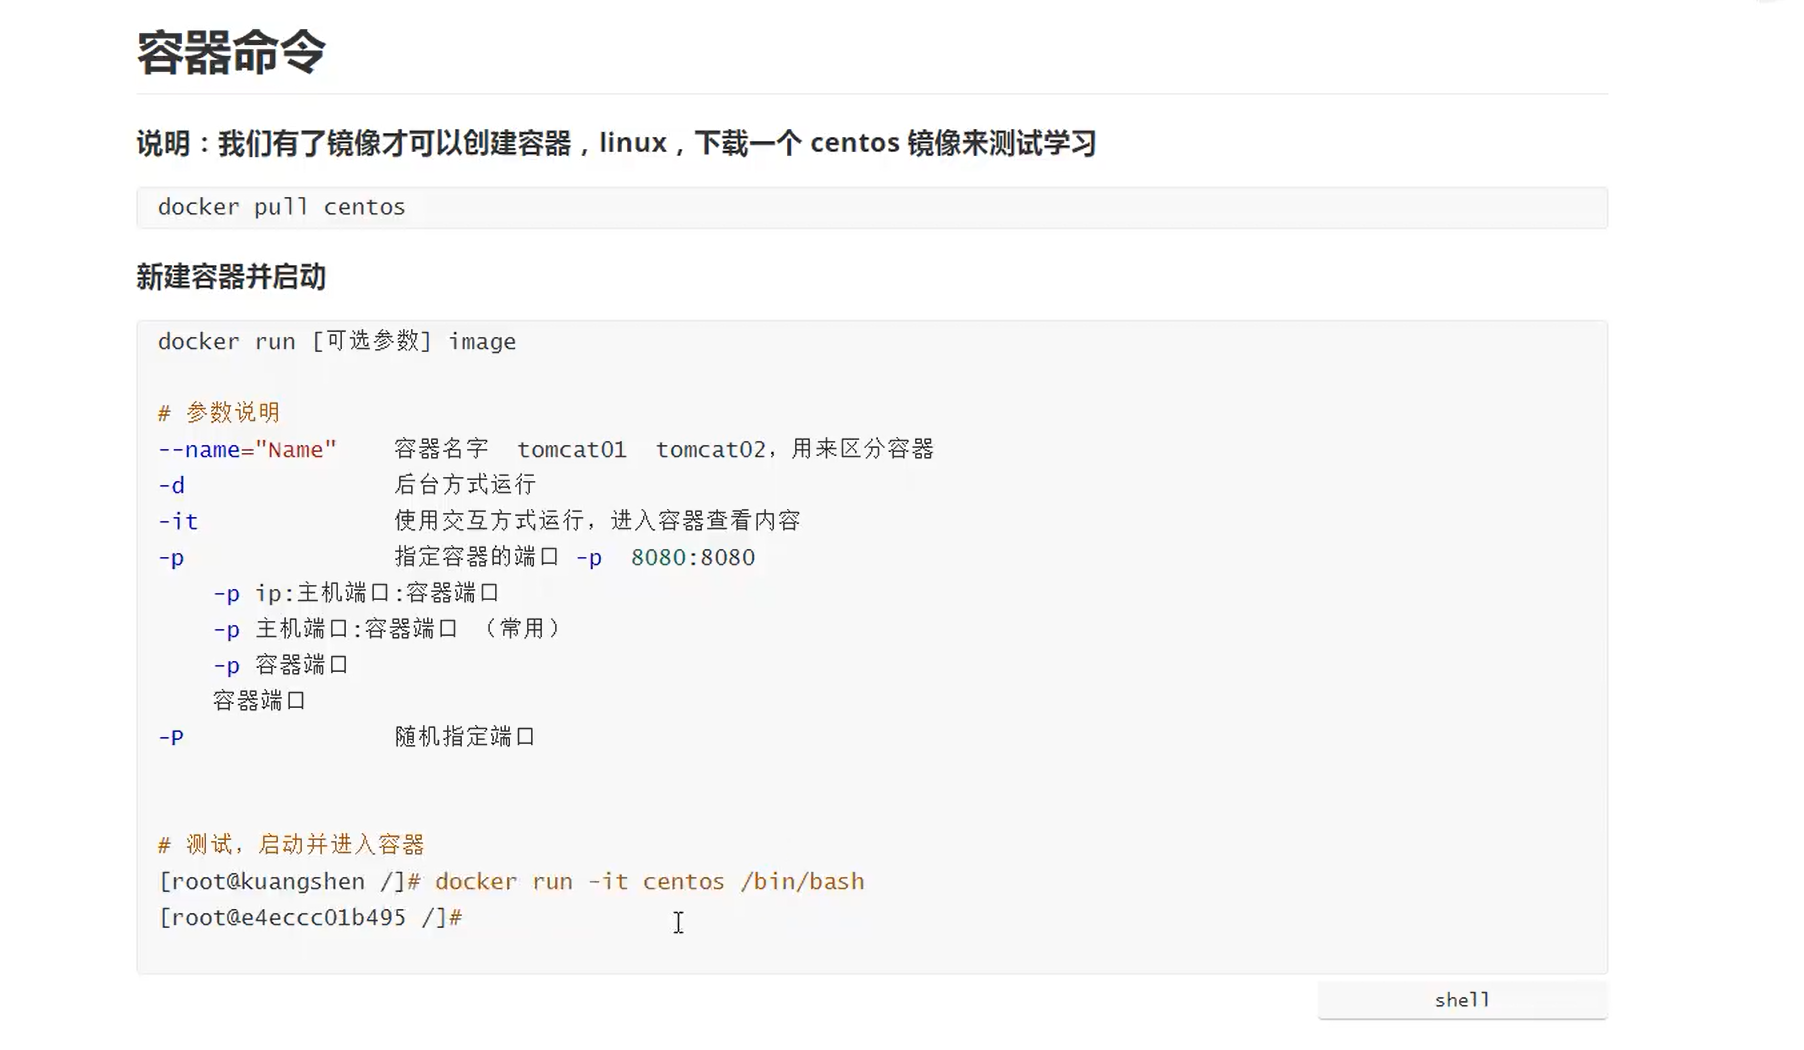 容器命令
说明：我们有了镜像才可以创建容器，linux，下载一个 centos 镜像来测试学习
docker pull centos
新建容器并启动
docker run [可选参数] image
# 参数说明
--name="Name"    容器名字  tomcat01  tomcat02，用来区分容器
-d               后台方式运行
-it              使用交互方式运行，进入容器查看内容
-p               指定容器的端口 -p  8080:8080
    -p ip:主机端口:容器端口
    -p 主机端口:容器端口 （常用）
    -p 容器端口
    容器端口
-P               随机指定端口
# 测试，启动并进入容器
[root@kuangshen /]# docker run -it centos /bin/bash
[root@e4eccc01b495 /]#
shell